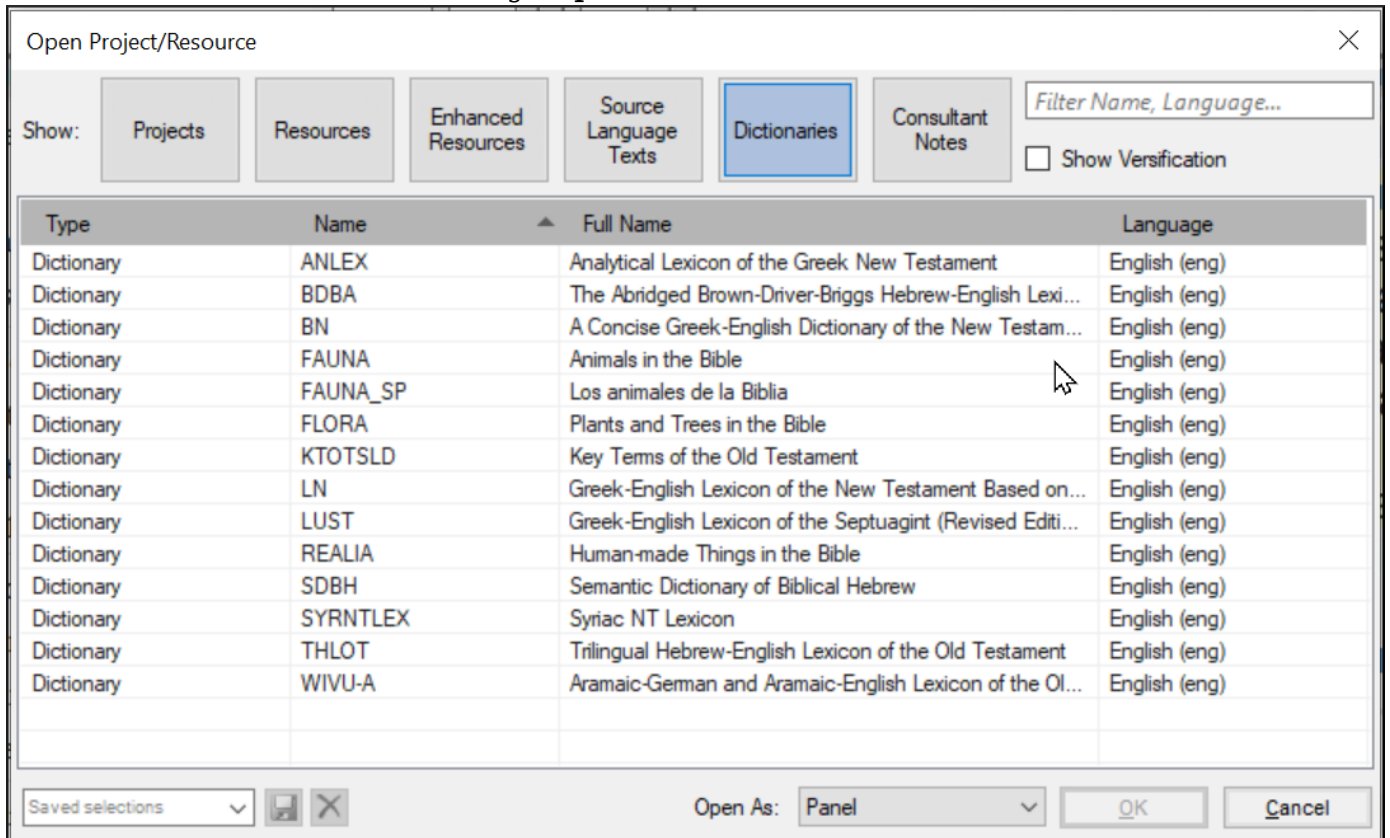 Open Project/Resource
Show:
Projects
Resources
Enhanced
Resources
Source
Language
Texts
Dictionaries
Consultant
Notes
Filter Name, Language...
Show Versification
Type Name Full Name Language
Dictionary ANLEX Analytical Lexicon of the Greek New Testament English (eng)
Dictionary BDBA The Abridged Brown-Driver-Briggs Hebrew-English Lexi... English (eng)
Dictionary BN A Concise Greek-English Dictionary of the New Testam... English (eng)
Dictionary FAUNA Animals in the Bible English (eng)
Dictionary FAUNA_SP Los animales de la Biblia English (eng)
Dictionary FLORA Plants and Trees in the Bible English (eng)
Dictionary KTOTSLD Key Terms of the Old Testament English (eng)
Dictionary LN Greek-English Lexicon of the New Testament Based on... English (eng)
Dictionary LUST Greek-English Lexicon of the Septuagint (Revised Editi... English (eng)
Dictionary REALIA Human-made Things in the Bible English (eng)
Dictionary SDBH Semantic Dictionary of Biblical Hebrew English (eng)
Dictionary SYRNTLEX Syriac NT Lexicon English (eng)
Dictionary THLOT Trilingual Hebrew-English Lexicon of the Old Testament English (eng)
Dictionary WIVU-A Aramaic-German and Aramaic-English Lexicon of the Ol... English (eng)
Saved selections
Open As: Panel OK Cancel